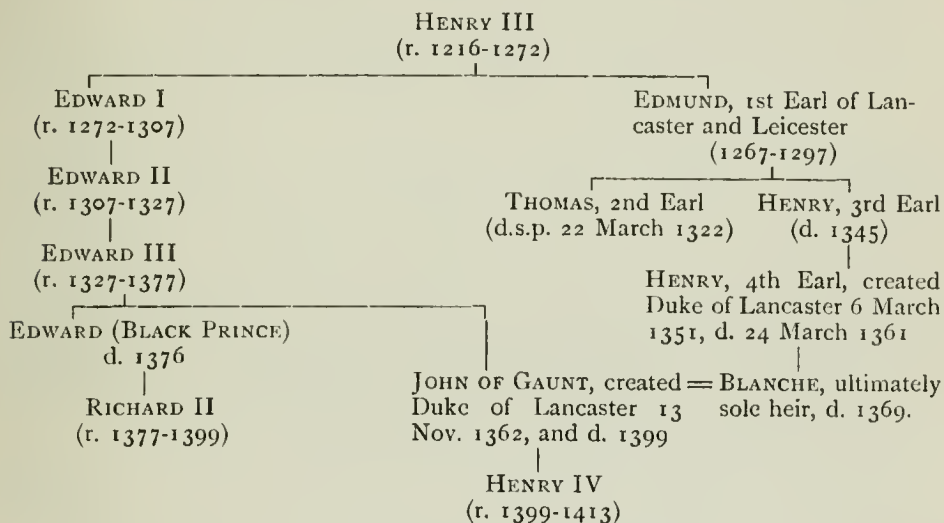 HENRY III
(r. 1216-1272)
EDWARD I
(r. 1272-1307)
EDMUND, 1st Earl of Lan-
caster and Leicester
(1267-1297)
EDWARD II
(r. 1307-1327)
THOMAS, 2nd Earl
(d.s.p. 22 March 1322)
HENRY, 3rd Earl
(d. 1345)
EDWARD III
(r. 1327-1377)
HENRY, 4th Earl, created
Duke of Lancaster 6 March
1351, d. 24 March 1361
EDWARD (BLACK PRINCE)
d. 1376
RICHARD II
(r. 1377-1399)
JOHN OF GAUNT, created
Duke of Lancaster 13
Nov. 1362, and d. 1399
= BLANCHE, ultimately
sole heir, d. 1369.
HENRY IV
(r. 1399-1413)